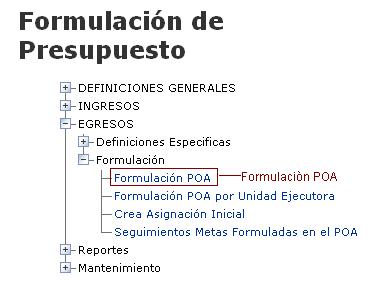 Formulación de
Presupuesto
DEFINICIONES GENERALES
INGRESOS
EGRESOS
Definiciones Especificas
Formulación
Formulación POA
Formulaciòn POA
Formulación POA por Unidad Ejecutora
Crea Asignación Inicial
Seguimientos Metas Formuladas en el POA
Reportes
Mantenimiento